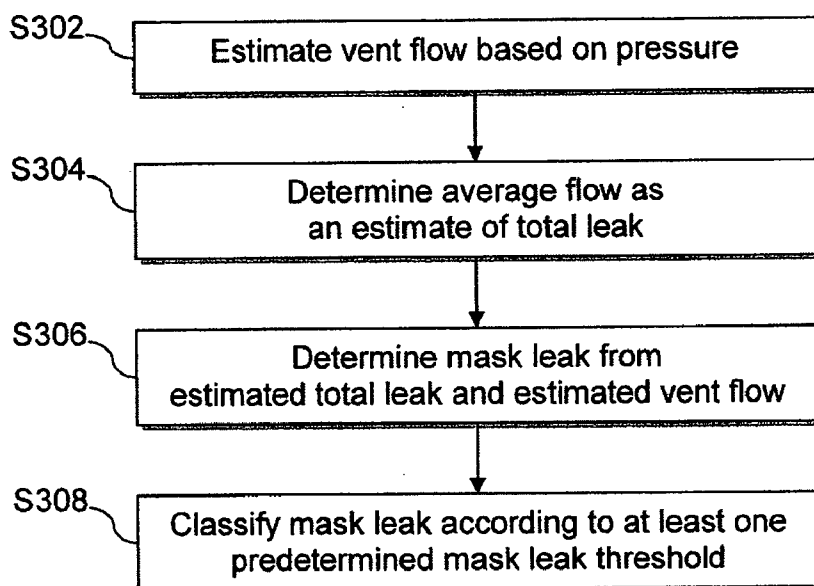 S302
Estimate vent flow based on pressure
S304
Determine average flow as
an estimate of total leak
S306
Determine mask leak from
estimated total leak and estimated vent flow
S308
Classify mask leak according to at least one
predetermined mask leak threshold